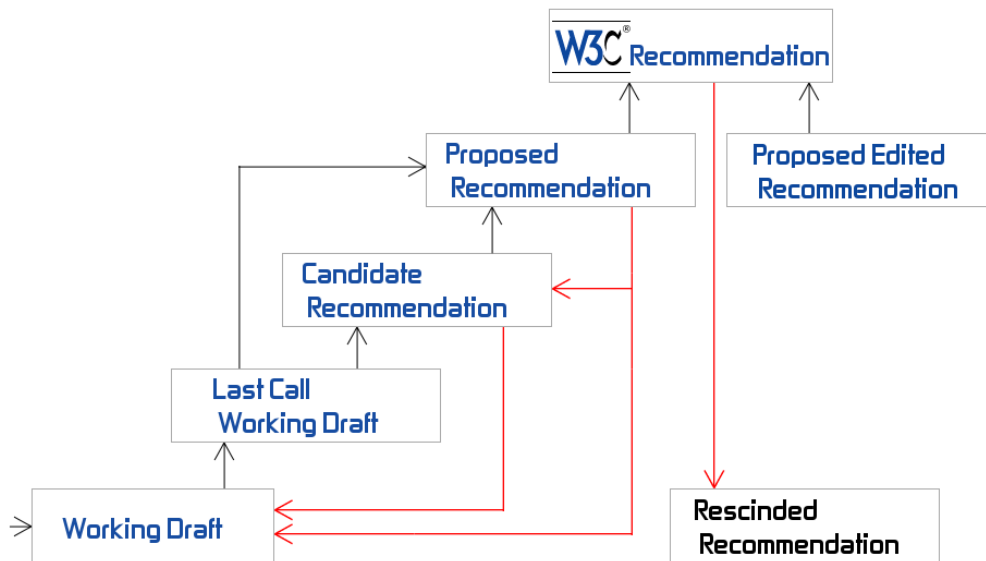 W3C® Recommendation
Proposed
Recommendation
Proposed Edited
Recommendation
Candidate
Recommendation
Last Call
Working Draft
Working Draft
Rescinded
Recommendation